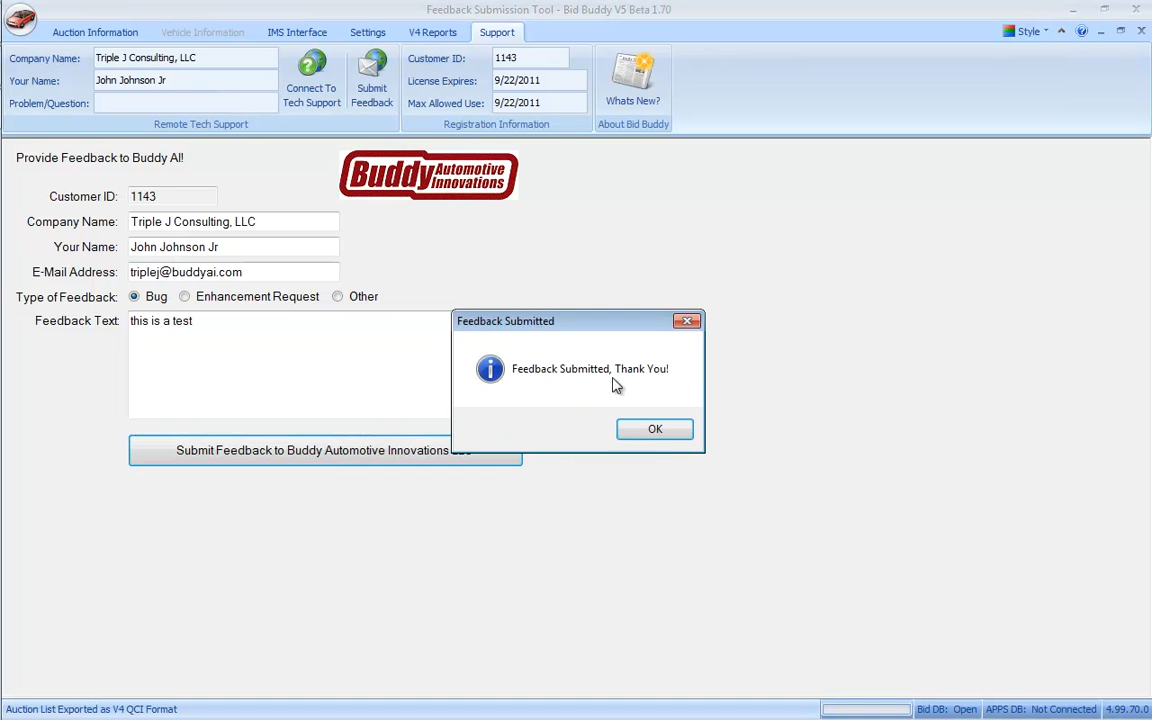 Feedback Submission Tool - Bid Buddy V5 Beta 1.70
Auction Information Vehicle Information IMS Interface Settings V4 Reports Support Style
Company Name: Triple J Consulting, LLC
Your Name: John Johnson Jr
Problem/Question:
Connect To
Tech Support
Submit
Feedback
Remote Tech Support
Customer ID: 1143
License Expires: 9/22/2011
Max Allowed Use: 9/22/2011
Registration Information
Whats New?
About Bid Buddy
Provide Feedback to Buddy AI!
Buddy Automotive
Innovations
Customer ID: 1143
Company Name: Triple J Consulting, LLC
Your Name: John Johnson Jr
E-Mail Address: triplej@buddyai.com
Type of Feedback: Bug Enhancement Request Other
Feedback Text: this is a test
Submit Feedback to Buddy Automotive Innovations
Feedback Submitted
Feedback Submitted, Thank You!
OK
Auction List Exported as V4 QCI Format
Bid DB: Open APPS DB: Not Connected 4.99.70.0